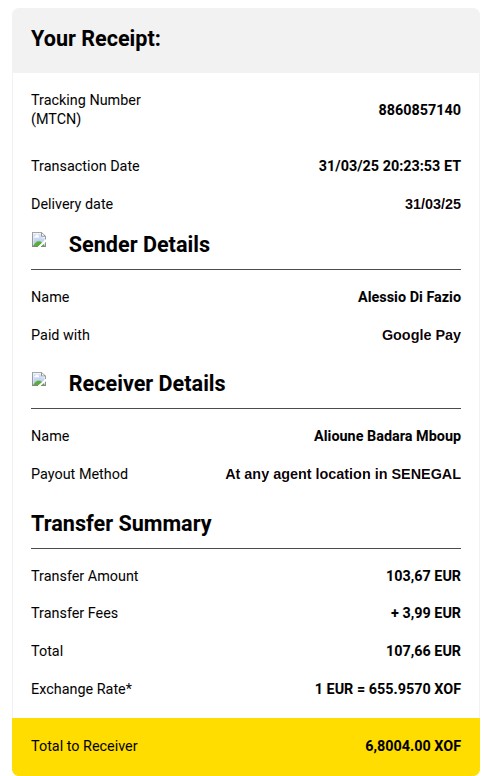 Your Receipt:
Tracking Number
(MTCN)
8860857140
Transaction Date 31/03/25 20:23:53 ET
Delivery date 31/03/25
Sender Details
Name Alessio Di Fazio
Paid with Google Pay
Receiver Details
Name Alioune Badara Mboup
Payout Method At any agent location in SENEGAL
Transfer Summary
Transfer Amount 103,67 EUR
Transfer Fees + 3,99 EUR
Total 107,66 EUR
Exchange Rate* 1 EUR = 655.9570 XOF
Total to Receiver 6,8004.00 XOF